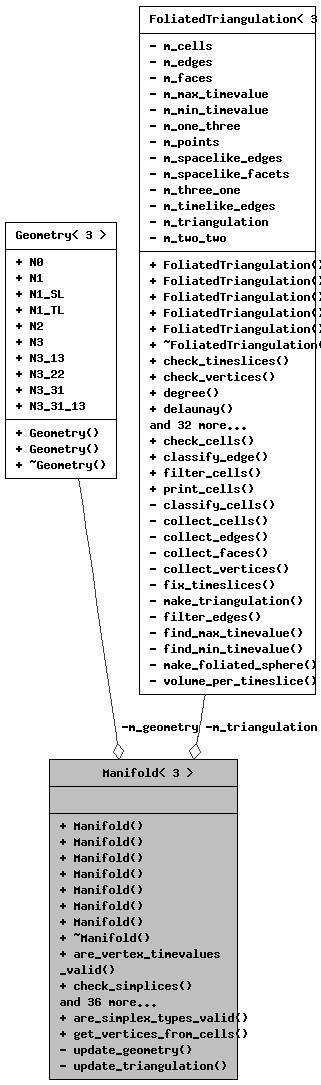 FoliatedTriangulation< 3
- m_cells
- m_edges
- m_faces
- m_max_timevalue
- m_min_timevalue
- m_one_three
- m_points
- m_spacelike_edges
- m_spacelike_facets
- m_three_one
- m_timelike_edges
- m_triangulation
- m_two_two
+ FoliatedTriangulation()
+ FoliatedTriangulation()
+ FoliatedTriangulation()
+ FoliatedTriangulation()
+ FoliatedTriangulation()
+ ~FoliatedTriangulation(
+ check_timeslices()
+ check_vertices()
+ degree()
+ delaunay()
and 32 more...
+ check_cells()
+ classify_edge()
+ filter_cells()
+ print_cells()
- classify_cells()
- collect_cells()
- collect_edges()
- collect_faces()
- collect_vertices()
- fix_timeslices()
- make_triangulation()
- filter_edges()
- find_max_timevalue()
- find_min_timevalue()
- make_foliated_sphere()
- volume_per_timeslice()
Geometry< 3 >
+ N0
+ N1
+ N1_SL
+ N1_TL
+ N2
+ N3
+ N3_13
+ N3_22
+ N3_31
+ N3_31_13
+ Geometry()
+ Geometry()
+ ~Geometry()
-m_geometry
-m_triangulation
Manifold< 3 >
+ Manifold()
+ Manifold()
+ Manifold()
+ Manifold()
+ Manifold()
+ Manifold()
+ Manifold()
+ ~Manifold()
+ are_vertex_timevalues
_valid()
+ check_simplices()
and 36 more...
+ are_simplex_types_valid()
+ get_vertices_from_cells()
- update_geometry()
- update_triangulation()